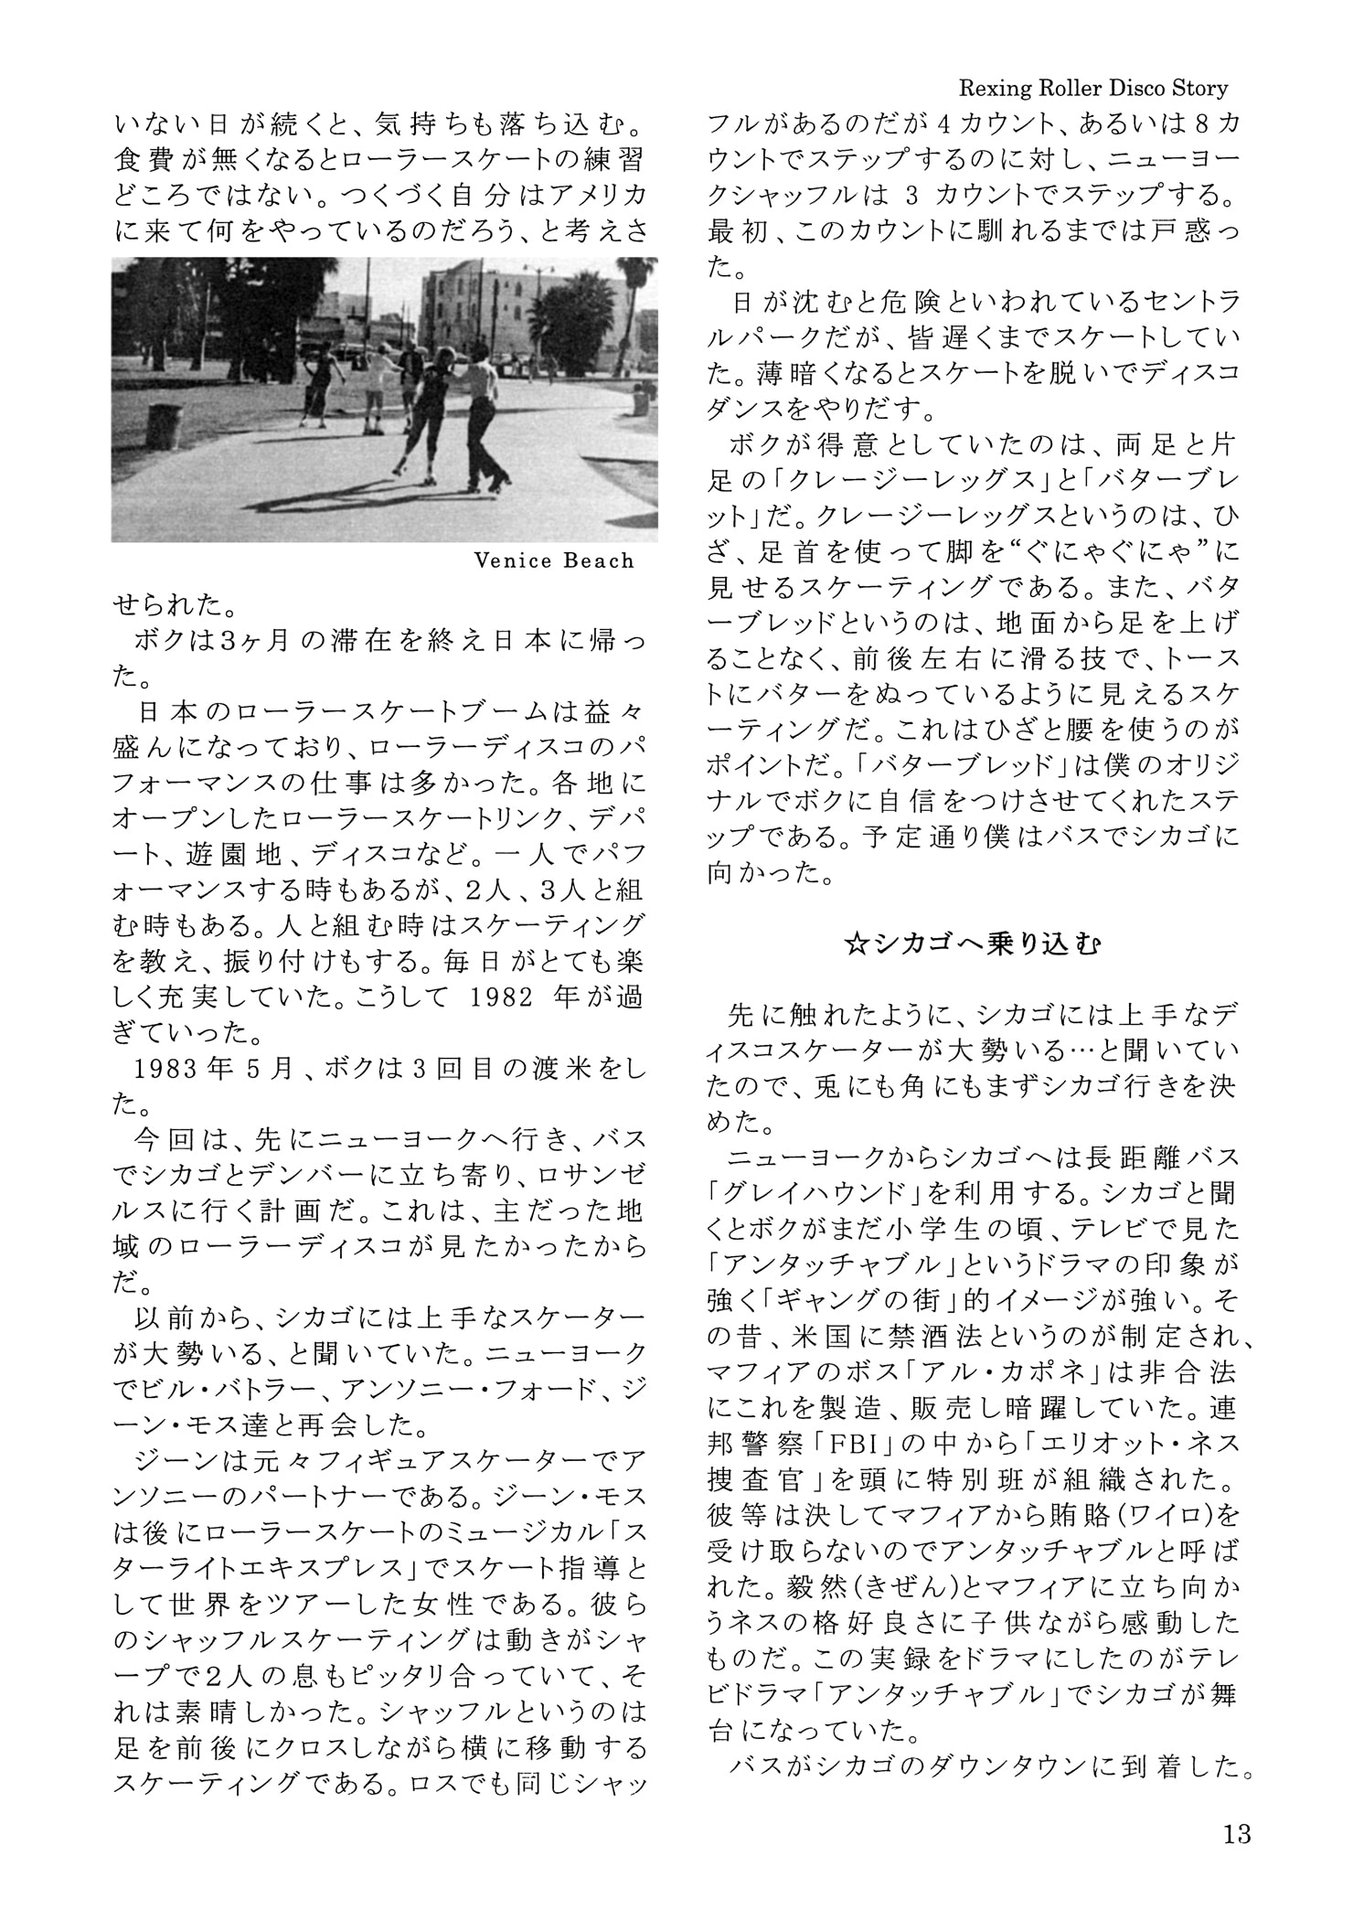 Rexing Roller Disco Story
いない日が続くと、気持ちも落ち込む。
食費が無くなるとローラースケートの練習
どころではない。つくづく自分はアメリカ
に来て何をやっているのだろう、と考えさ
Venice Beach
せられた。
ボクは3ヶ月の滞在を終え日本に帰っ
た。
日本のローラースケートブームは益々
盛んになっており、ローラーディスコのパ
フォーマンスの仕事は多かった。各地に
オープンしたローラースケートリンク、デパ
ート、遊園地、ディスコなど。一人でパフ
ォーマンスする時もあるが、2人、3人と組
む時もある。人と組む時はスケーティング
を教え、振り付けもする。毎日がとても楽
しく充実していた。こうして 1982 年が過
ぎていった。
1983年5月、ボクは3回目の渡米をし
た。
今回は、先にニューヨークへ行き、バス
でシカゴとデンバーに立ち寄り、ロサンゼ
ルスに行く計画だ。これは、主だった地
域のローラーディスコが見たかったから
だ。
以前から、シカゴには上手なスケーター
が大勢いる、と聞いていた。ニューヨーク
でビル・バトラー、アンソニー・フォード、ジ
ーン・モス達と再会した。
ジーンは元々フィギュアスケーターでア
ンソニーのパートナーである。ジーン・モス
は後にローラースケートのミュージカル「ス
ターライトエキスプレス」でスケート指導と
して世界をツアーした女性である。彼ら
のシャッフルスケーティングは動きがシャ
ープで2人の息もピッタリ合っていて、そ
れは素晴しかった。シャッフルというのは
足を前後にクロスしながら横に移動する
スケーティングである。ロスでも同じシャッ
フルがあるのだが4カウント、あるいは8カ
ウントでステップするのに対し、ニューヨー
クシャッフルは 3 カウントでステップする。
最初、このカウントに馴れるまでは戸惑っ
た。
日が沈むと危険といわれているセントラ
ルパークだが、皆遅くまでスケートしてい
た。薄暗くなるとスケートを脱いでディスコ
ダンスをやりだす。
ボクが得意としていたのは、両足と片
足の「クレージーレッグス」と「バターブレ
ット」だ。クレージーレッグスというのは、ひ
ざ、足首を使って脚を“ぐにゃぐにゃ”に
見せるスケーティングである。また、バタ
ーブレッドというのは、地面から足を上げ
ることなく、前後左右に滑る技で、トース
トにバターをぬっているように見えるスケ
ーティングだ。これはひざと腰を使うのが
ポイントだ。「バターブレッド」は僕のオリジ
ナルでボクに自信をつけさせてくれたステ
ップである。予定通り僕はバスでシカゴに
向かった。
☆シカゴへ乗り込む
先に触れたように、シカゴには上手なデ
ィスコスケーターが大勢いる…と聞いてい
たので、兎にも角にもまずシカゴ行きを決
めた。
ニューヨークからシカゴへは長距離バス
「グレイハウンド」を利用する。シカゴと聞
くとボクがまだ小学生の頃、テレビで見た
「アンタッチャブル」というドラマの印象が
強く「ギャングの街」的イメージが強い。そ
の昔、米国に禁酒法というのが制定され、
マフィアのボス「アル・カポネ」は非合法
にこれを製造、販売し暗躍していた。連
邦警察「FBI」の中から「エリオット・ネス
捜査官」を頭に特別班が組織された。
彼等は決してマフィアから賄賂(ワイロ)を
受け取らないのでアンタッチャブルと呼ば
れた。毅然(きぜん)とマフィアに立ち向か
うネスの格好良さに子供ながら感動した
ものだ。この実録をドラマにしたのがテレ
ビドラマ「アンタッチャブル」でシカゴが舞
台になっていた。
バスがシカゴのダウンタウンに到着した。
13